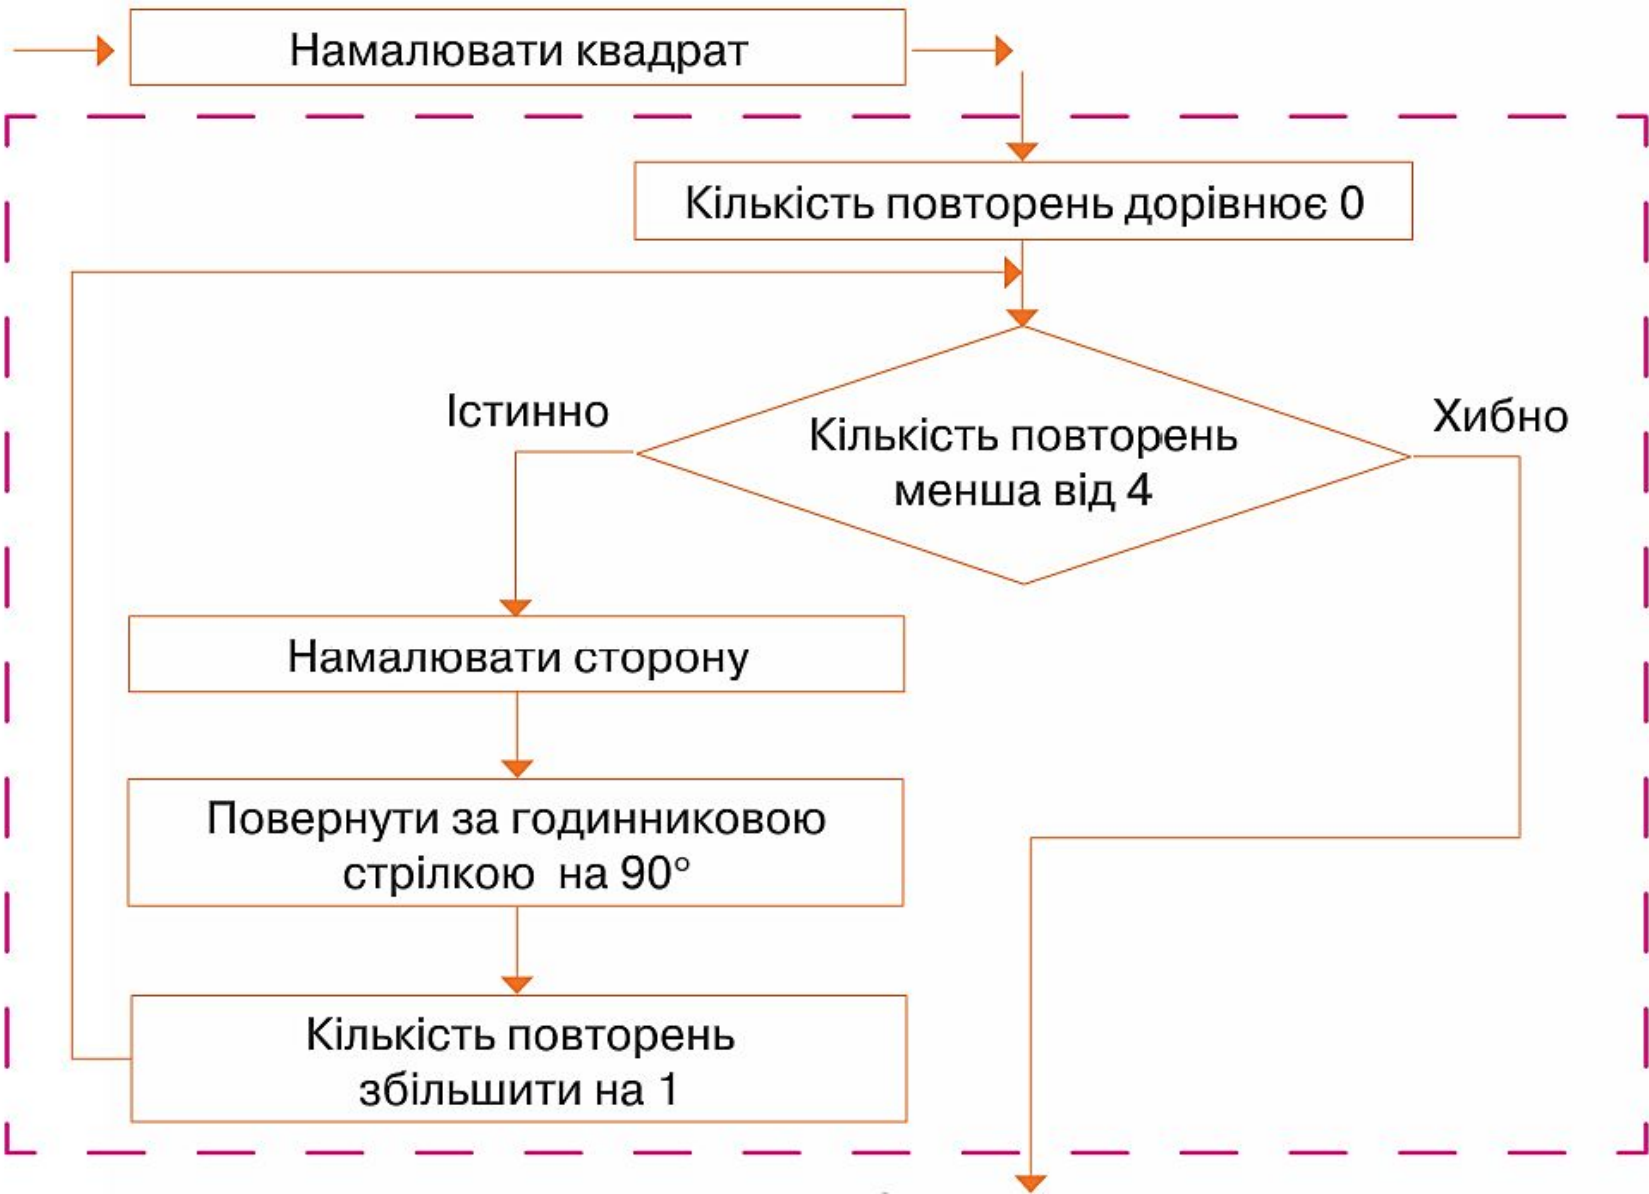 Намалювати квадрат
Кількість повторень дорівнює 0
Істинно
Хибно
Кількість повторень
менша від 4
Намалювати сторону
Повернути за годинниковою
стрілкою на 90°
Кількість повторень
збільшити на 1